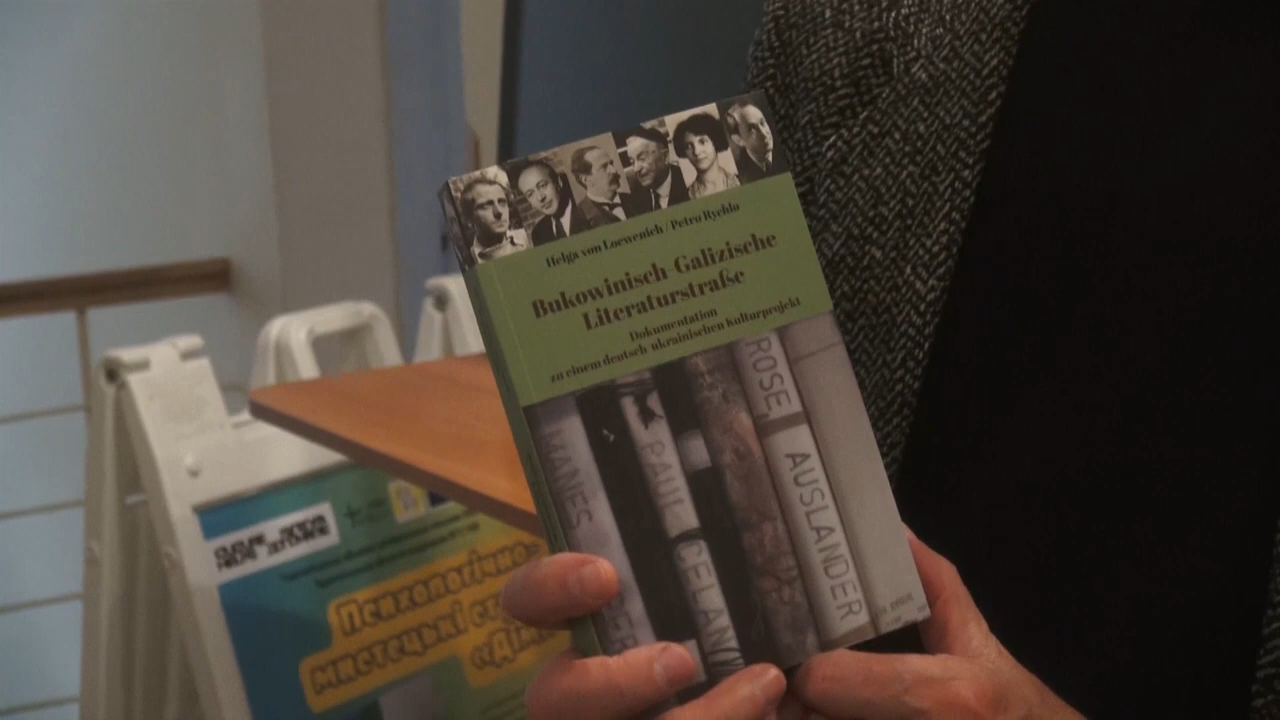 Helga von Loewenich / Petro Rychlo
Bukowinisch-Galizische
Literaturstraße
Dokumentation
zu einem deutsch-ukrainischen Kulturprojekt
MANES
PAUL CELAN
ROSE AUSLANDER
Психологічно-
мистецькі